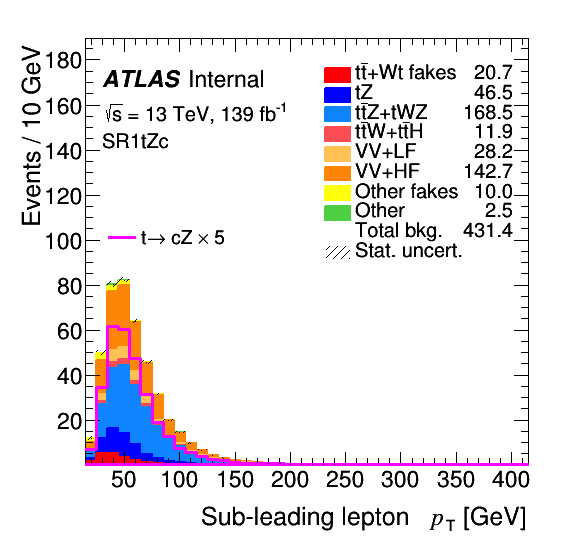 Events / 10 GeV
180
160
140
120
100
80
60
40
20
ATLAS Internal
√s = 13 TeV, 139 fb⁻¹
SR1tZc
t→ cZ × 5
tt̄+Wt fakes 20.7
tZ 46.5
tt̄Z+tWZ 168.5
tt̄W+tt̄H 11.9
VV+LF 28.2
VV+HF 142.7
Other fakes 10.0
Other 2.5
Total bkg. 431.4
Stat. uncert.
50 100 150 200 250 300 350 400
Sub-leading lepton p_T [GeV]